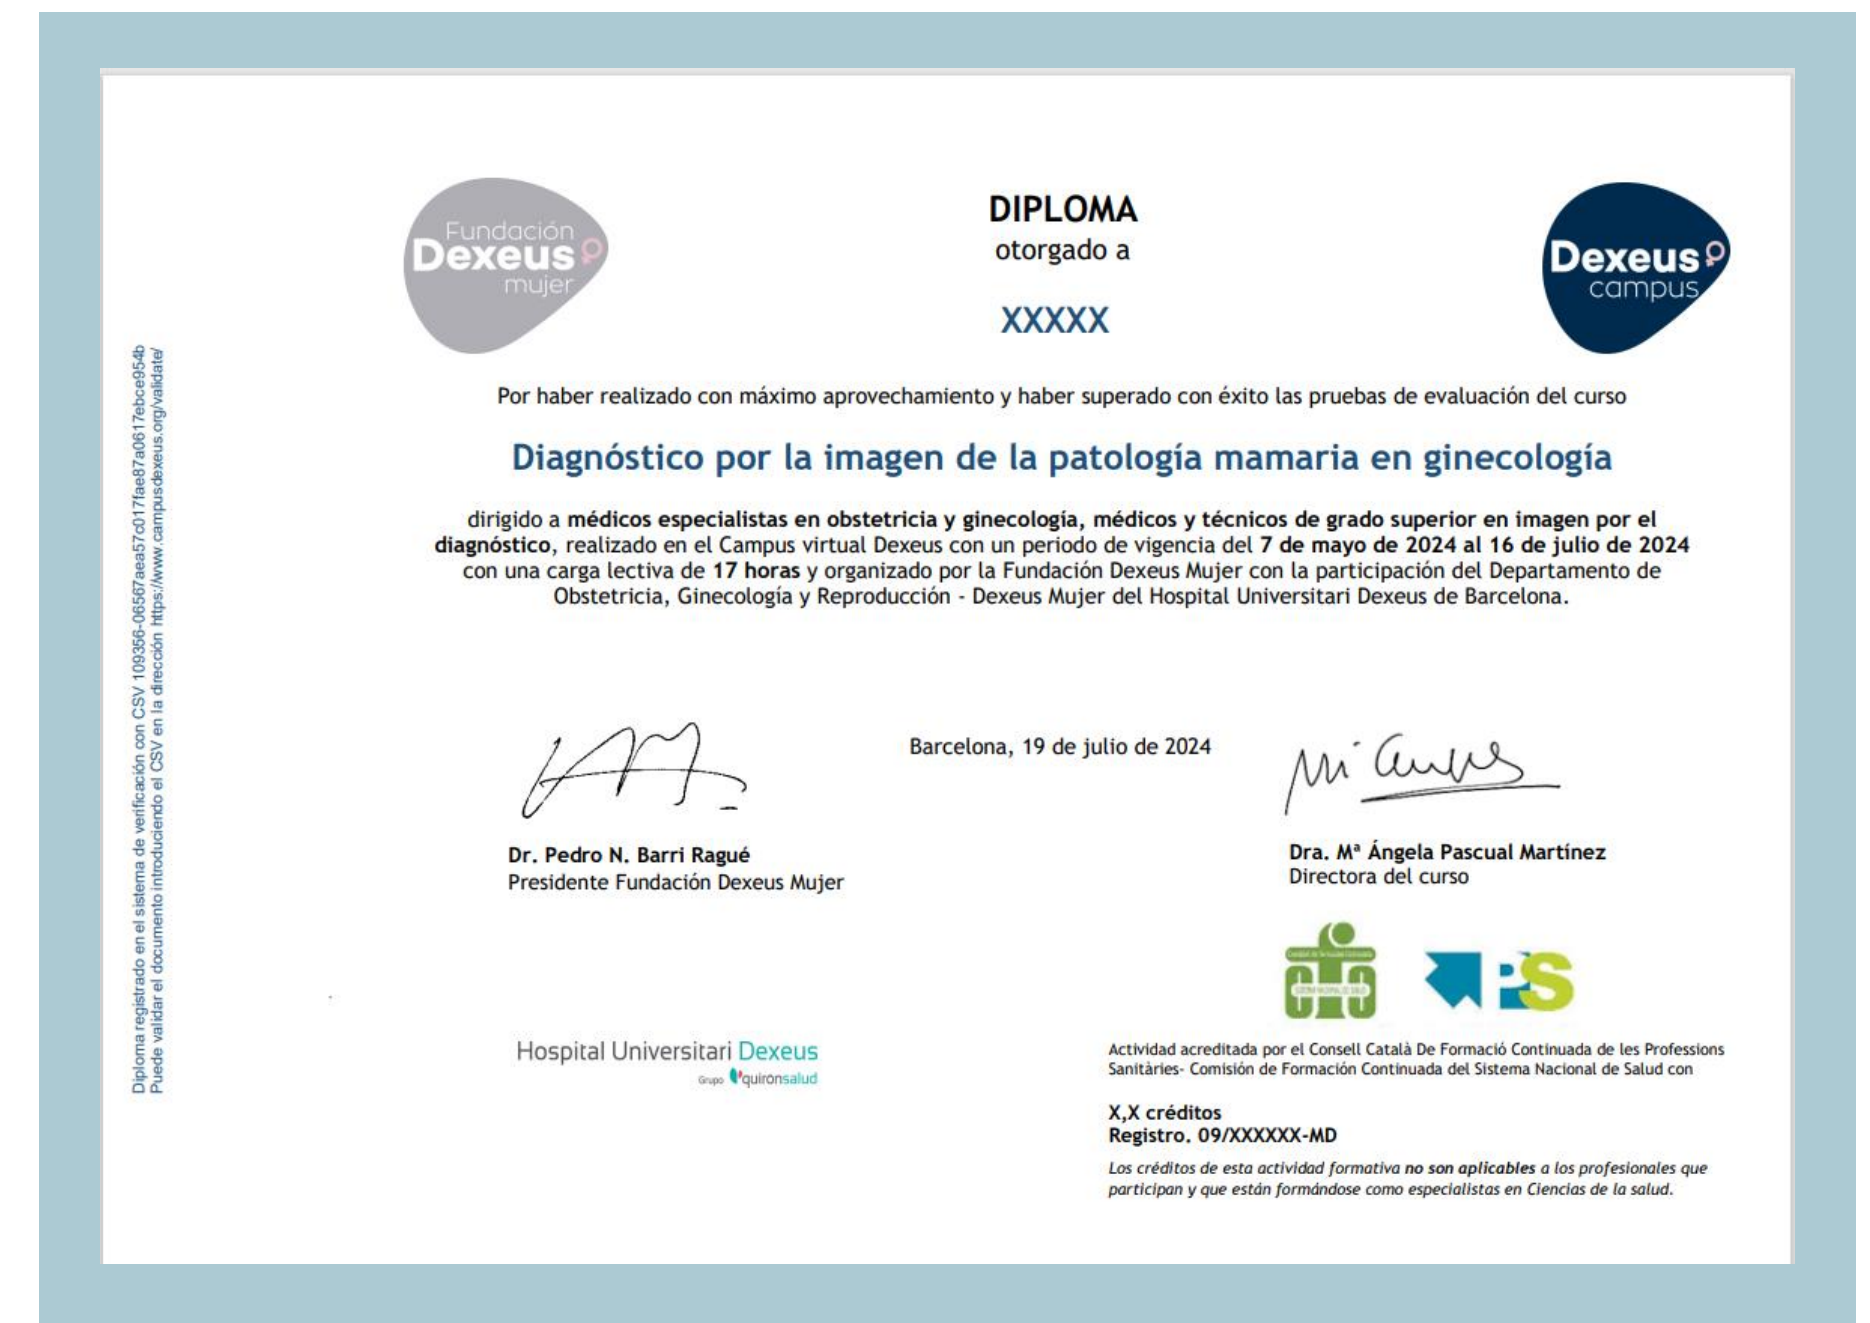 Fundación
Dexeus
mujer
DIPLOMA
otorgado a
XXXXX
Dexeus
campus
Por haber realizado con máximo aprovechamiento y haber superado con éxito las pruebas de evaluación del curso
Diagnóstico por la imagen de la patología mamaria en ginecología
dirigido a médicos especialistas en obstetricia y ginecología, médicos y técnicos de grado superior en imagen por el
diagnóstico, realizado en el Campus virtual Dexeus con un periodo de vigencia del 7 de mayo de 2024 al 16 de julio de 2024
con una carga lectiva de 17 horas y organizado por la Fundación Dexeus Mujer con la participación del Departamento de
Obstetricia, Ginecología y Reproducción - Dexeus Mujer del Hospital Universitari Dexeus de Barcelona.
Barcelona, 19 de julio de 2024
Dr. Pedro N. Barri Ragué
Presidente Fundación Dexeus Mujer
Dra. Mª Ángela Pascual Martínez
Directora del curso
PS
Hospital Universitari Dexeus
Grupo quirónsalud
Actividad acreditada por el Consell Català De Formació Continuada de les Professions
Sanitàries- Comisión de Formación Continuada del Sistema Nacional de Salud con
X,X créditos
Registro. 09/XXXXXX-MD
Los créditos de esta actividad formativa no son aplicables a los profesionales que
participan y que están formándose como especialistas en Ciencias de la salud.
Diploma registrado en el sistema de verificación con CSV 109356-06567aea57c017fae87a0617ebce954b
Puede validar el documento introduciendo el CSV en la dirección https://www.campusdexeus.org/validate/